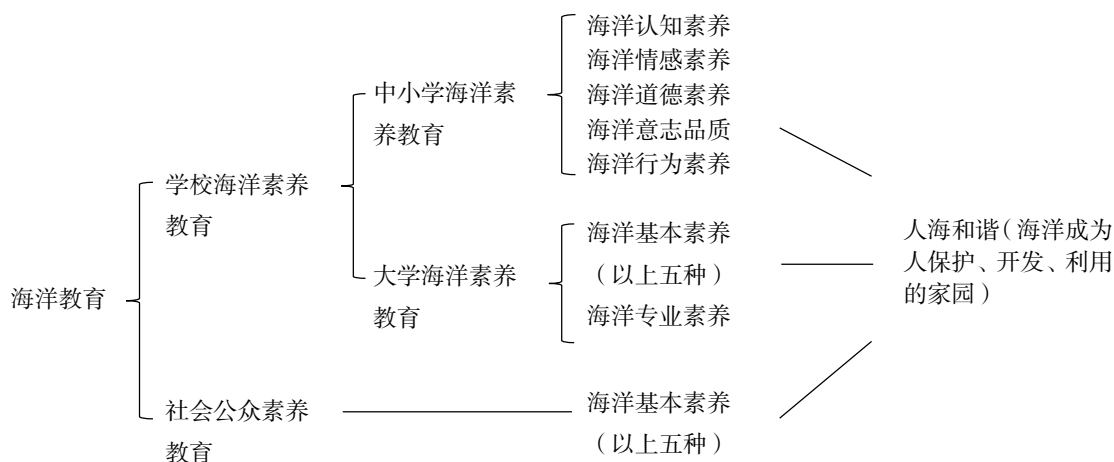 海洋教育
学校海洋素养
教育
社会公众素养
教育
中小学海洋素
养教育
大学海洋素养
教育
海洋认知素养
海洋情感素养
海洋道德素养
海洋意志品质
海洋行为素养
海洋基本素养
（以上五种）
海洋专业素养
海洋基本素养
（以上五种）
人海和谐（海洋成为
人保护、开发、利用
的家园）